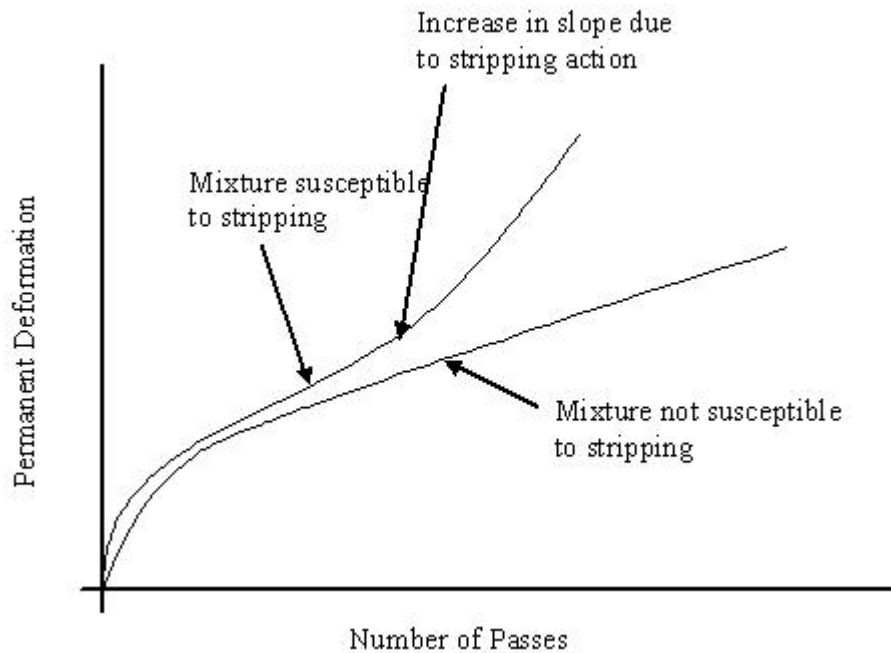 Increase in slope due
to stripping action
Mixture susceptible
to stripping
Permanent Deformation
Mixture not susceptible
to stripping
Number of Passes